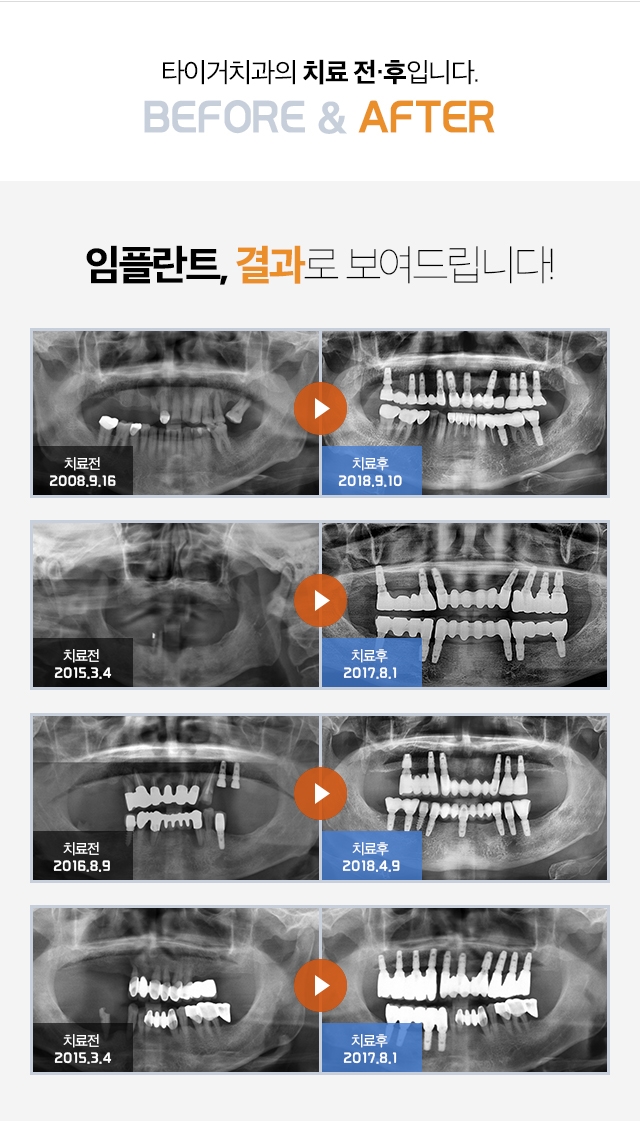 타이거치과의 치료 전·후입니다.
BEFORE & AFTER
임플란트, 결과로 보여드립니다!
치료전
2008.9.16
치료후
2018.9.10
치료전
2015.3.4
치료후
2017.8.1
치료전
2016.8.9
치료후
2018.4.9
치료전
2015.3.4
치료후
2017.8.1